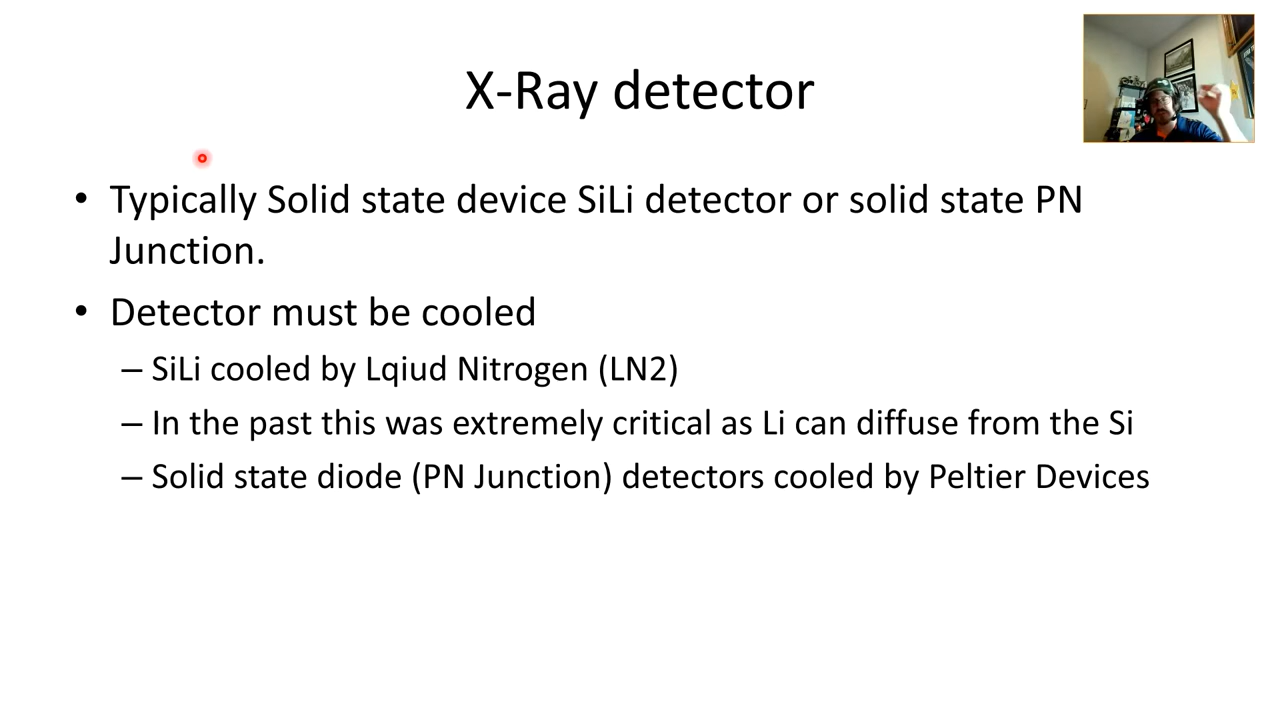 X-Ray detector
• Typically Solid state device SiLi detector or solid state PN
Junction.
• Detector must be cooled
– SiLi cooled by Lqiud Nitrogen (LN2)
– In the past this was extremely critical as Li can diffuse from the Si
– Solid state diode (PN Junction) detectors cooled by Peltier Devices